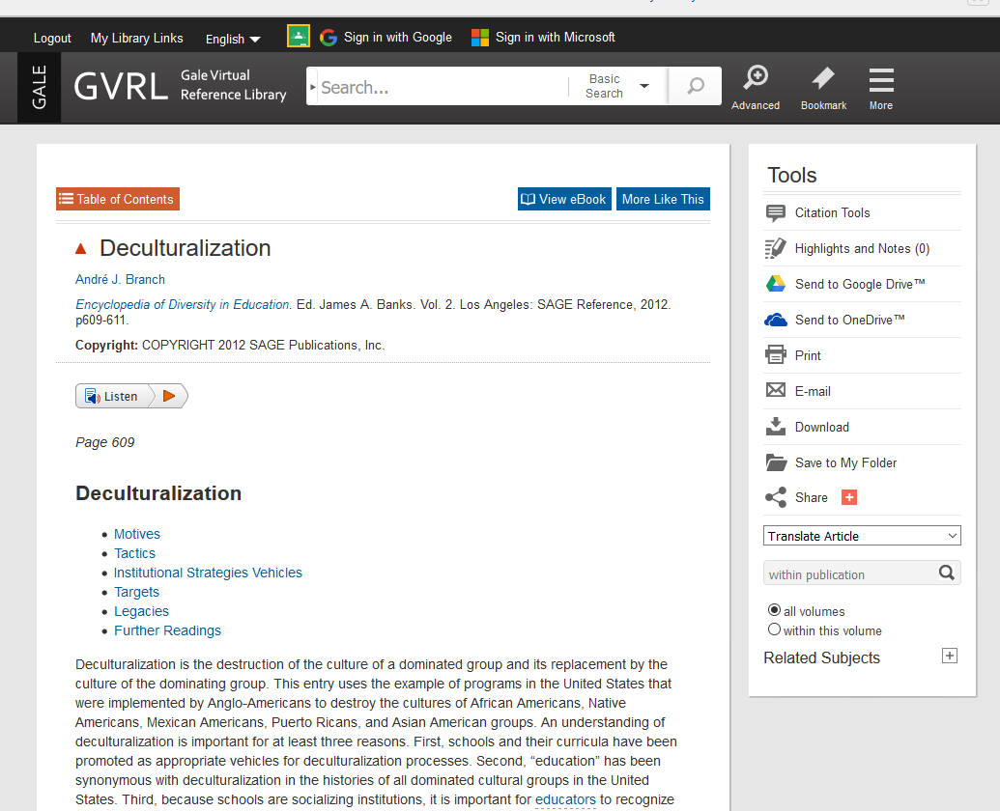 Logout My Library Links English Sign in with Google Sign in with Microsoft
GALE GVRL Gale Virtual Reference Library Search... Basic Search Advanced Bookmark More
Table of Contents View eBook More Like This
Deculturalization
André J. Branch
Encyclopedia of Diversity in Education. Ed. James A. Banks. Vol. 2. Los Angeles: SAGE Reference, 2012.
p609-611.
Copyright: COPYRIGHT 2012 SAGE Publications, Inc.
Listen
Page 609
Deculturalization
Motives
Tactics
Institutional Strategies Vehicles
Targets
Legacies
Further Readings
Deculturalization is the destruction of the culture of a dominated group and its replacement by the
culture of the dominating group. This entry uses the example of programs in the United States that
were implemented by Anglo-Americans to destroy the cultures of African Americans, Native
Americans, Mexican Americans, Puerto Ricans, and Asian American groups. An understanding of
deculturalization is important for at least three reasons. First, schools and their curricula have been
promoted as appropriate vehicles for deculturalization processes. Second, “education” has been
synonymous with deculturalization in the histories of all dominated cultural groups in the United
States. Third, because schools are socializing institutions, it is important for educators to recognize
Tools
Citation Tools
Highlights and Notes (0)
Send to Google Drive™
Send to OneDrive™
Print
E-mail
Download
Save to My Folder
Share
Translate Article
within publication
all volumes
within this volume
Related Subjects